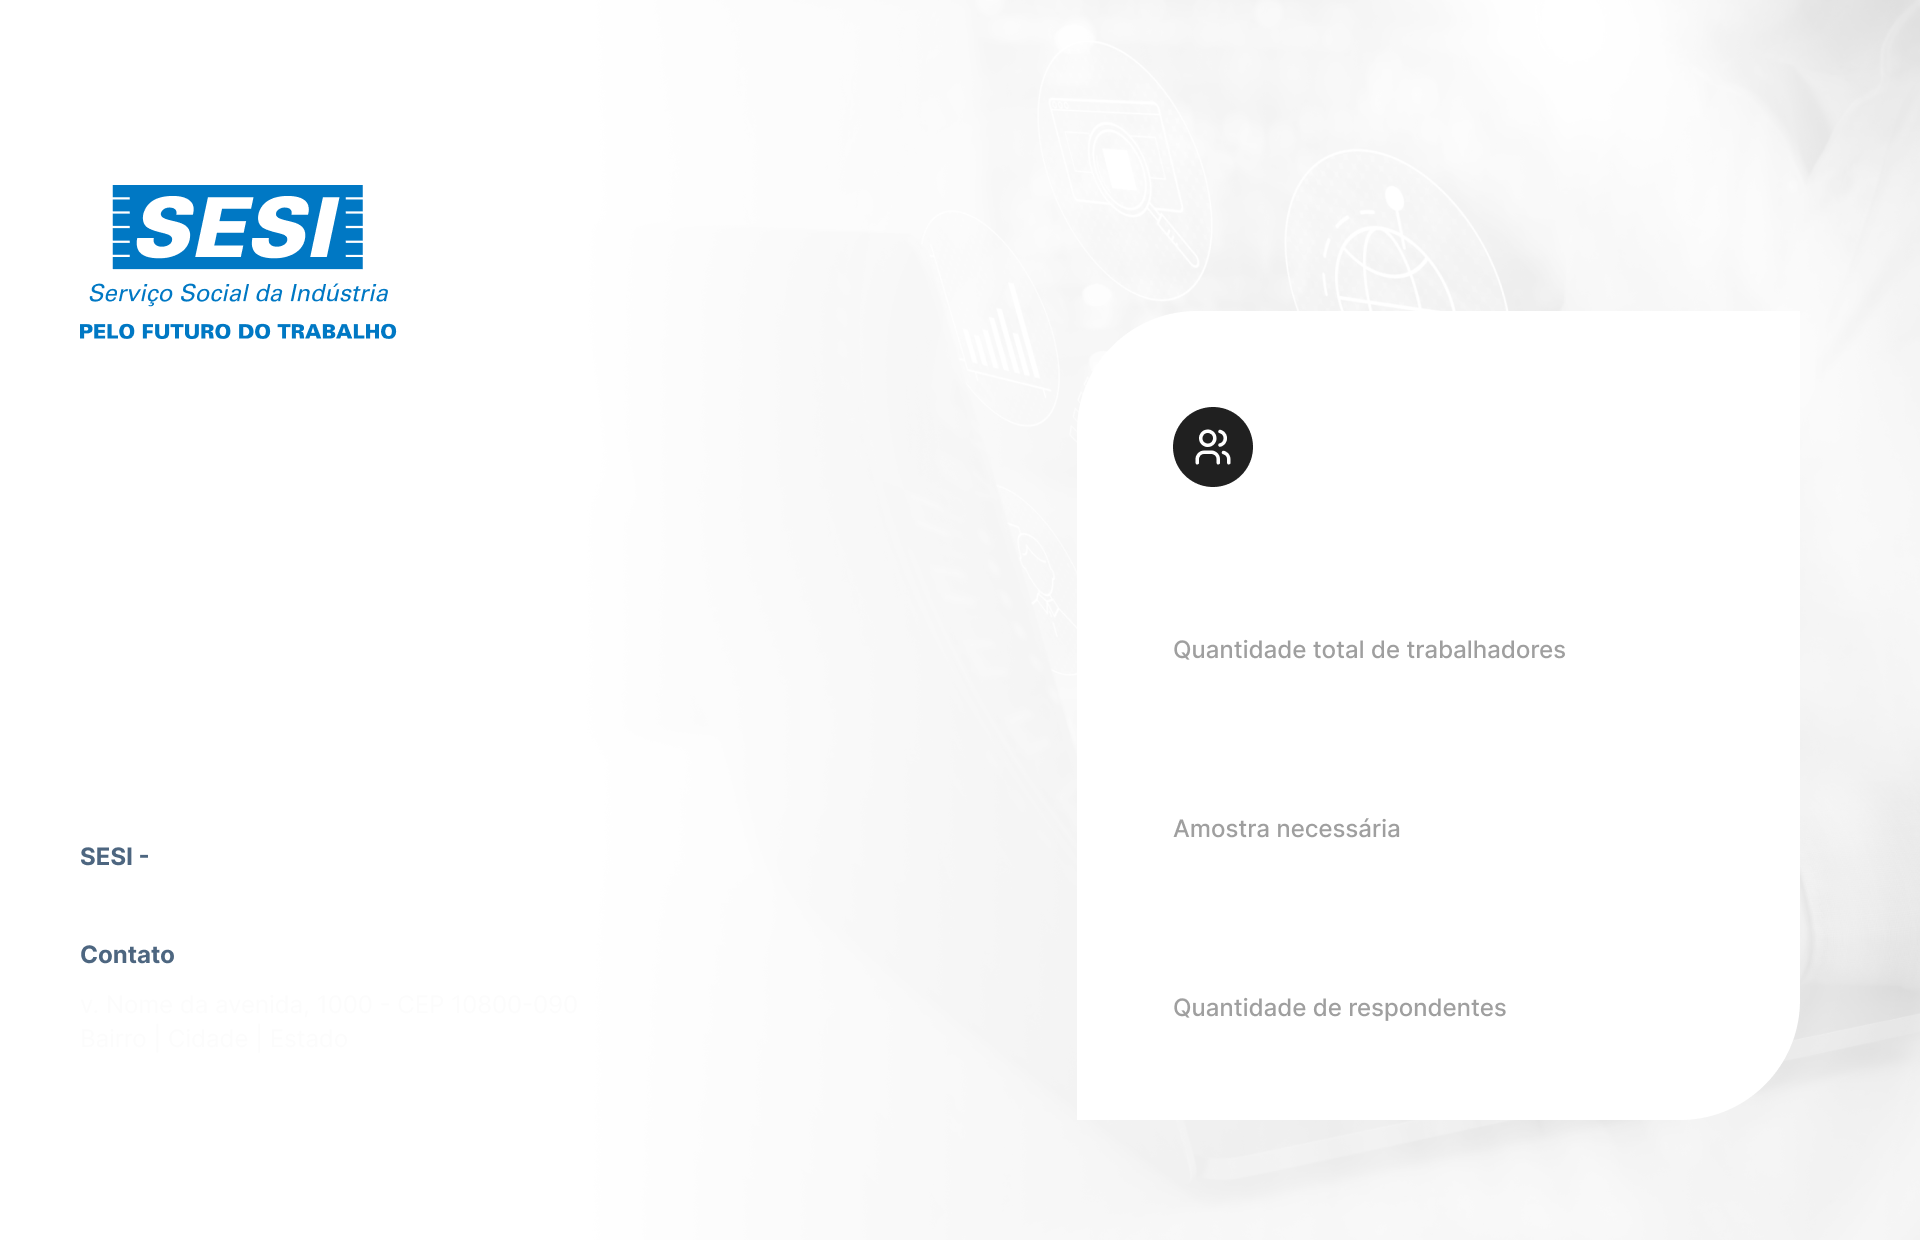 SESI
Serviço Social da Indústria
PELO FUTURO DO TRABALHO
Quantidade total de trabalhadores
Amostra necessária
SESI -
Contato
v. Nome da avenida, 1000 - CEP 10800-090
Bairro | Cidade | Estado
Quantidade de respondentes